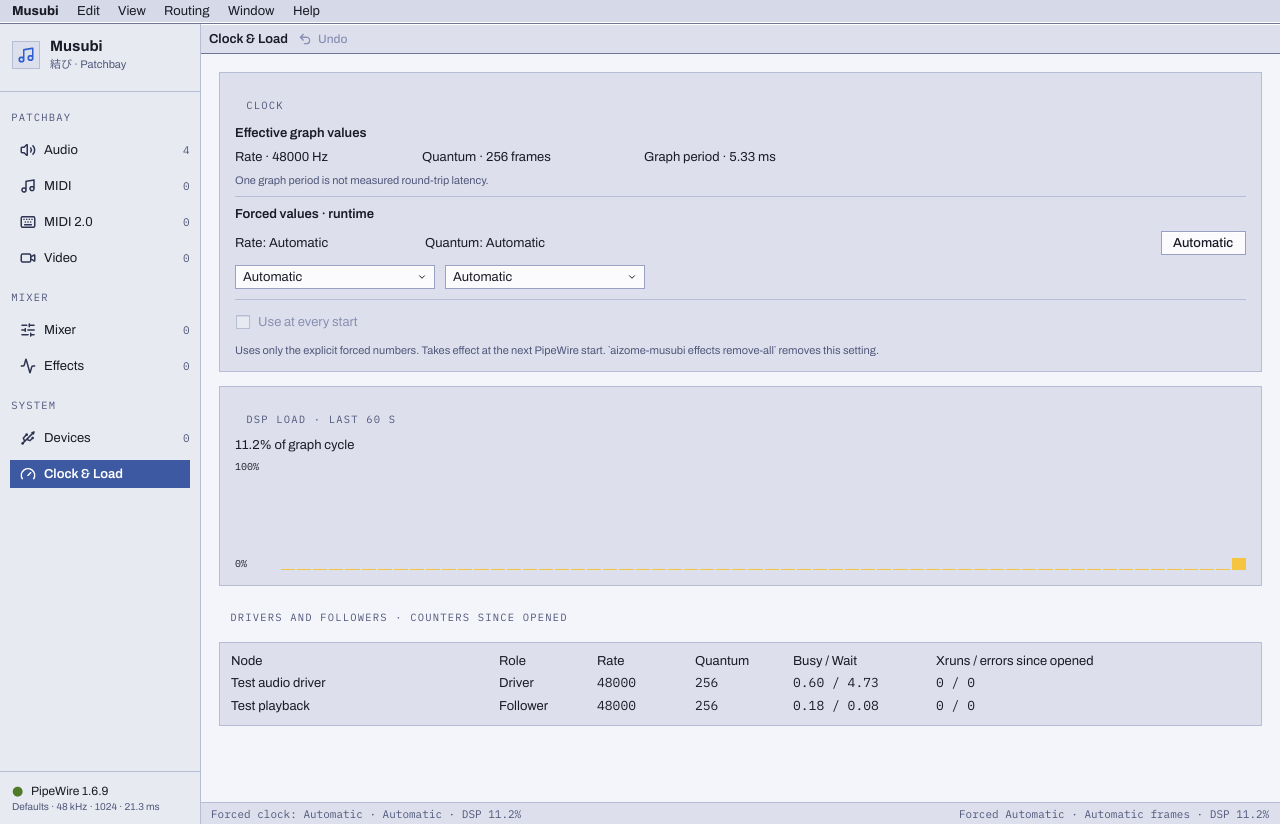 Musubi Edit View Routing Window Help
Musubi
結び · Patchbay
Clock & Load Undo
PATCHBAY
Audio 4
MIDI 0
MIDI 2.0 0
Video 0
MIXER
Mixer 0
Effects 0
SYSTEM
Devices 0
Clock & Load
PipeWire 1.6.9
Defaults · 48 kHz · 1024 · 21.3 ms
CLOCK
Effective graph values
Rate · 48000 Hz Quantum · 256 frames Graph period · 5.33 ms
One graph period is not measured round-trip latency.
Forced values · runtime
Rate: Automatic Quantum: Automatic Automatic
Automatic Automatic
Use at every start
Uses only the explicit forced numbers. Takes effect at the next PipeWire start. `aizome-musubi effects remove-all` removes this setting.
DSP LOAD · LAST 60 S
11.2% of graph cycle
100%
0%
DRIVERS AND FOLLOWERS · COUNTERS SINCE OPENED
Node Role Rate Quantum Busy / Wait Xruns / errors since opened
Test audio driver Driver 48000 256 0.60 / 4.73 0 / 0
Test playback Follower 48000 256 0.18 / 0.08 0 / 0
Forced clock: Automatic · Automatic · DSP 11.2% Forced Automatic · Automatic frames · DSP 11.2%